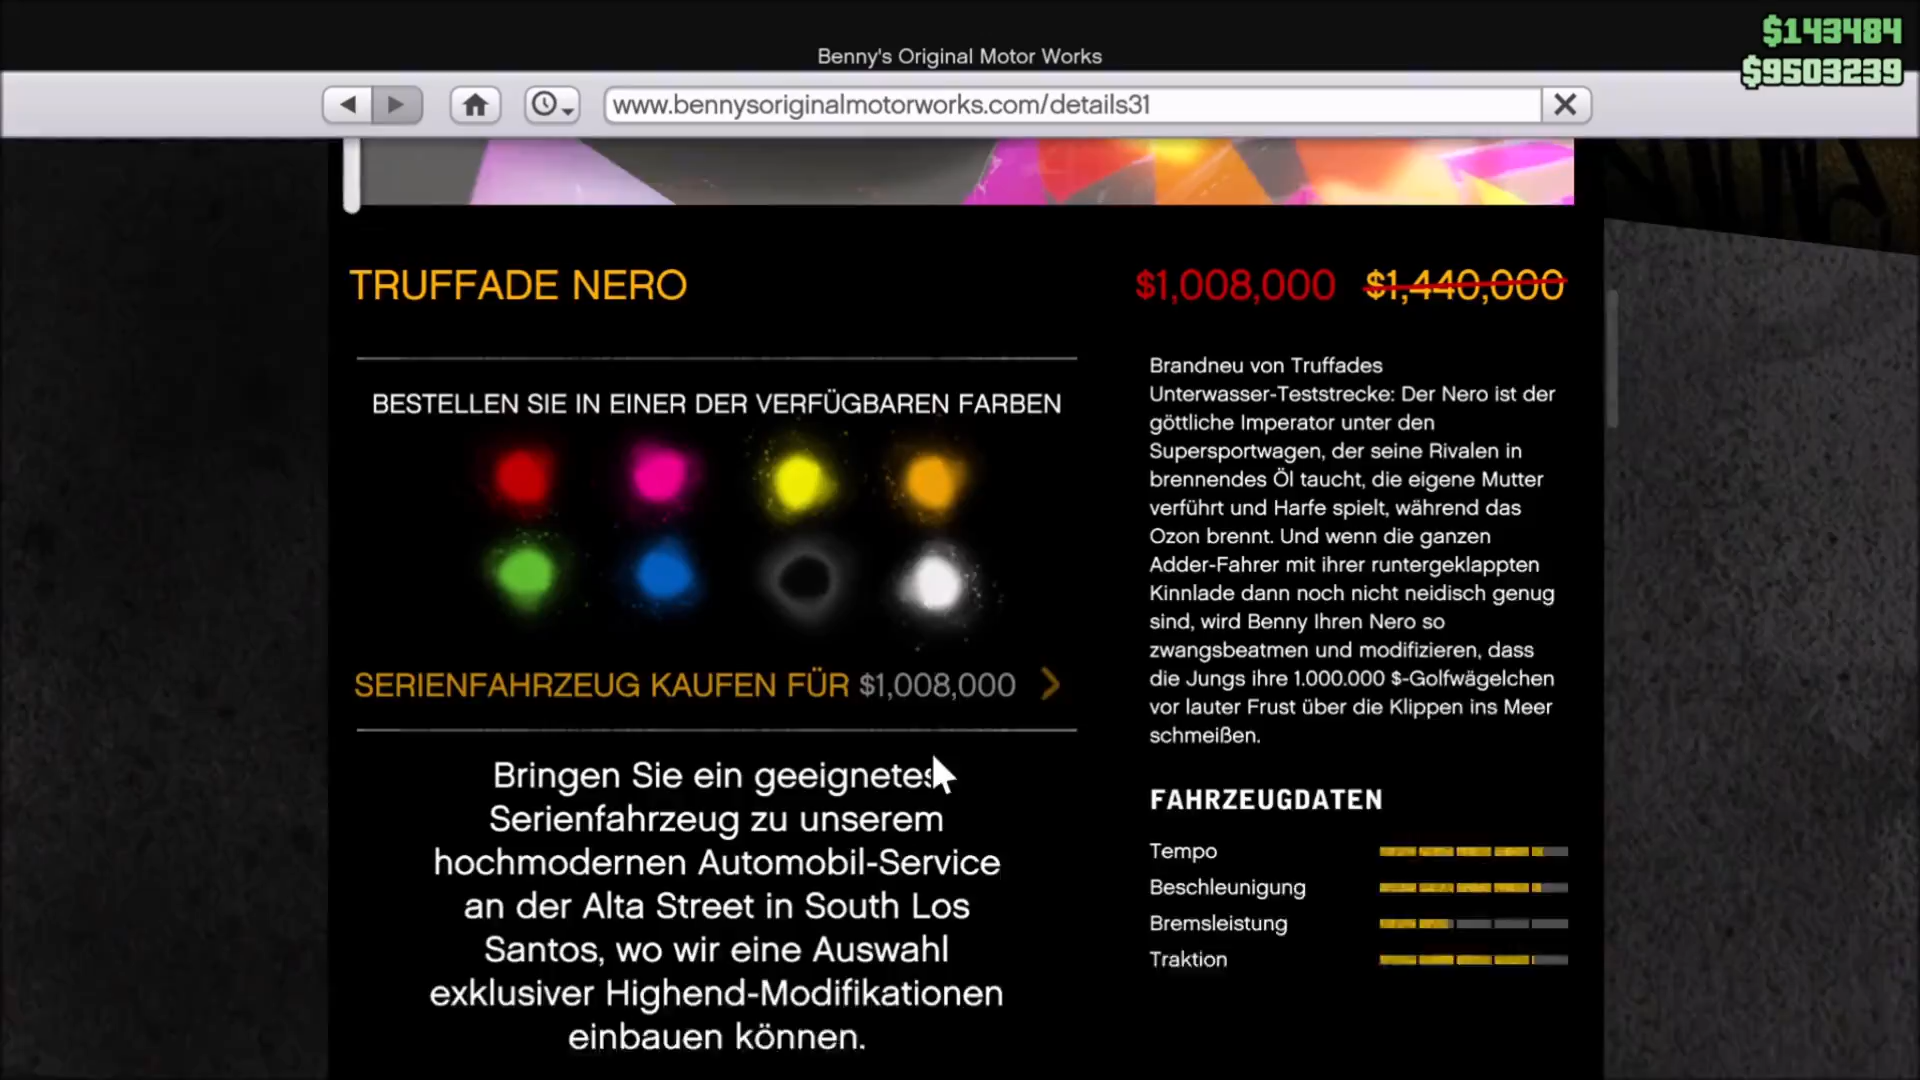 $143484
$9503239
Benny's Original Motor Works
www.bennysoriginalmotorworks.com/details31
TRUFFADE NERO
$1,008,000 $1,440,000
BESTELLEN SIE IN EINER DER VERFÜGBAREN FARBEN
SERIENFAHRZEUG KAUFEN FÜR $1,008,000
Bringen Sie ein geeignetes
Serienfahrzeug zu unserem
hochmodernen Automobil-Service
an der Alta Street in South Los
Santos, wo wir eine Auswahl
exklusiver Highend-Modifikationen
einbauen können.
Brandneu von Truffades
Unterwasser-Teststrecke: Der Nero ist der
göttliche Imperator unter den
Supersportwagen, der seine Rivalen in
brennendes Öl taucht, die eigene Mutter
verführt und Harfe spielt, während das
Ozon brennt. Und wenn die ganzen
Adder-Fahrer mit ihrer runtergeklappten
Kinnlade dann noch nicht neidisch genug
sind, wird Benny Ihren Nero so
zwangsbeatmen und modifizieren, dass
die Jungs ihre 1.000.000 $-Golfwägelchen
vor lauter Frust über die Klippen ins Meer
schmeißen.
FAHRZEUGDATEN
Tempo
Beschleunigung
Bremsleistung
Traktion